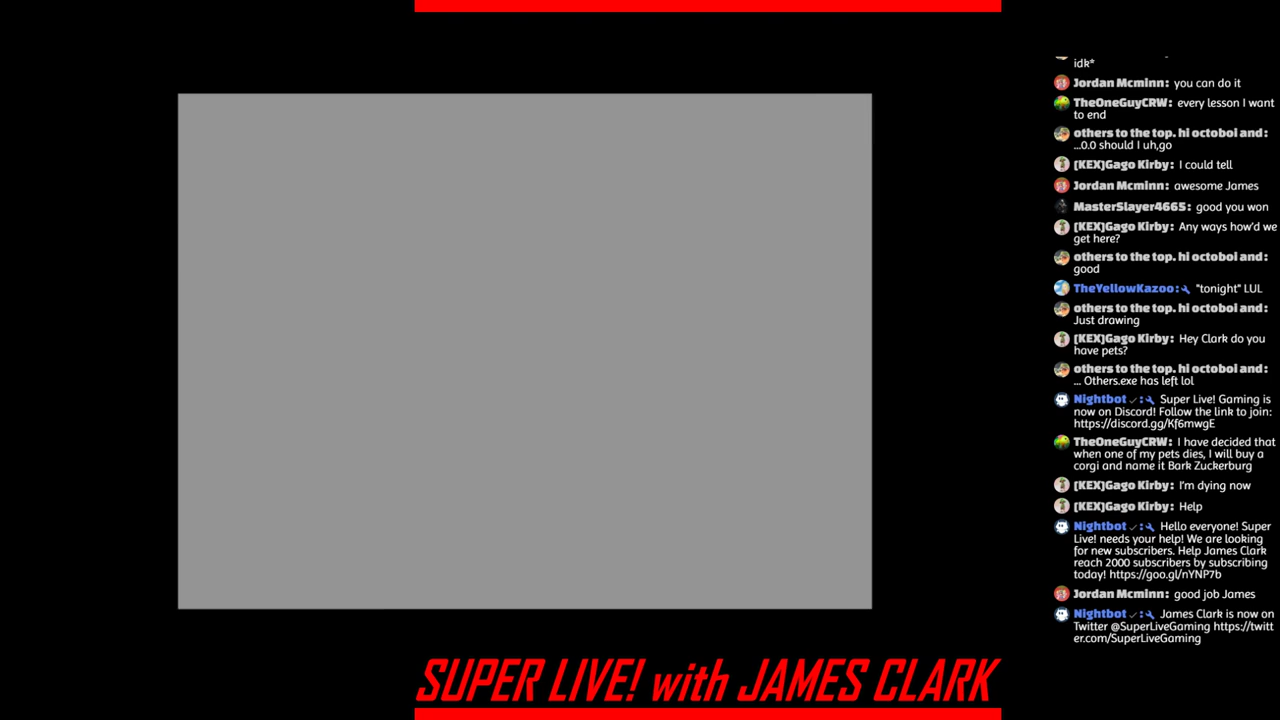 idk*
Jordan Mcminn: you can do it
TheOneGuyCRW: every lesson I want
to end
others to the top. hi octoboi and:
...0.0 should I uh,go
[KEX]Gago Kirby: I could tell
Jordan Mcminn: awesome James
MasterSlayer4665: good you won
[KEX]Gago Kirby: Any ways how'd we
get here?
others to the top. hi octoboi and:
good
TheYellowKazoo: "tonight" LUL
others to the top. hi octoboi and:
Just drawing
[KEX]Gago Kirby: Hey Clark do you
have pets?
others to the top. hi octoboi and:
... Others.exe has left lol
Nightbot: Super Live! Gaming is
now on Discord! Follow the link to join:
https://discord.gg/Kf6mwgE
TheOneGuyCRW: I have decided that
when one of my pets dies, I will buy a
corgi and name it Bark Zuckerburg
[KEX]Gago Kirby: I'm dying now
[KEX]Gago Kirby: Help
Nightbot: Hello everyone! Super
Live! needs your help! We are looking
for new subscribers. Help James Clark
reach 2000 subscribers by subscribing
today! https://goo.gl/nYNP7b
Jordan Mcminn: good job James
Nightbot: James Clark is now on
Twitter @SuperLiveGaming https://twitt
er.com/SuperLiveGaming
SUPER LIVE! with JAMES CLARK